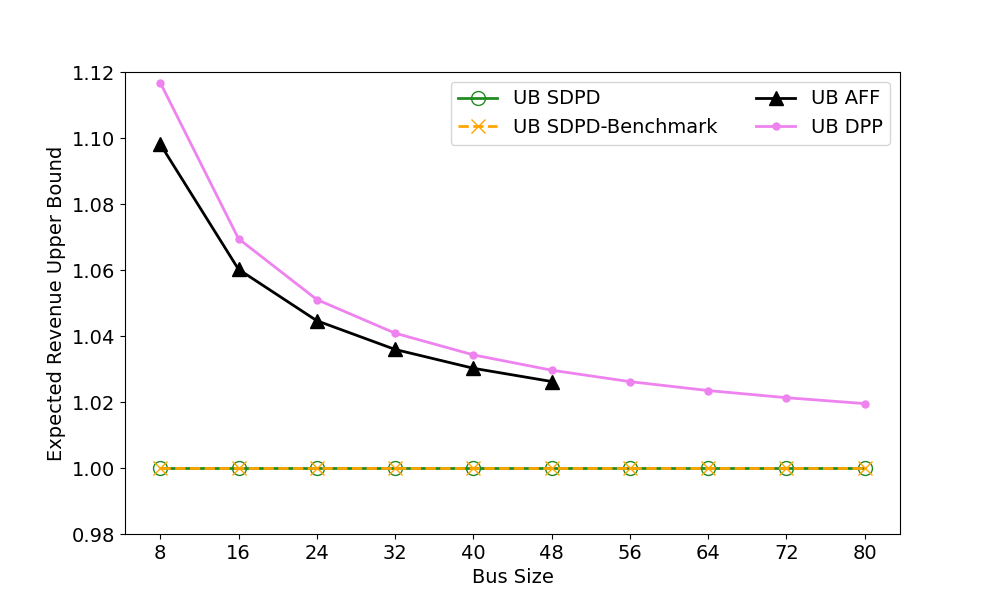 1.12
1.10
1.08
1.06
1.04
1.02
1.00
0.98
Expected Revenue Upper Bound
UB SDPD
UB SDPD-Benchmark
UB AFF
UB DPP
8 16 24 32 40 48 56 64 72 80
Bus Size